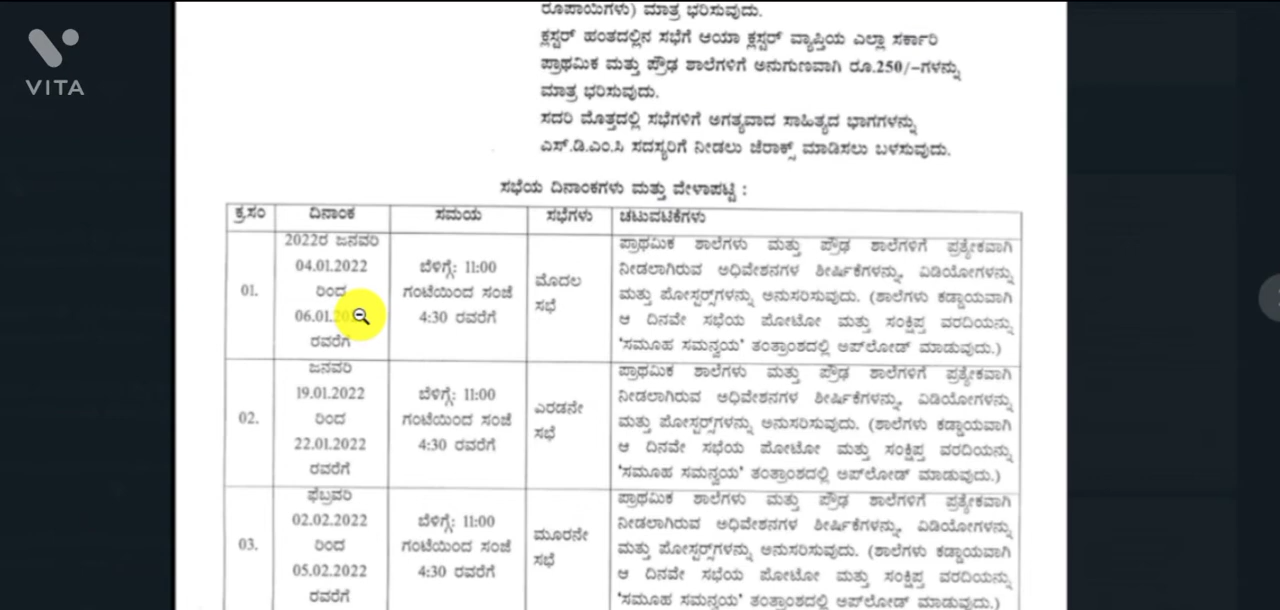 VITA
ರೂಪಾಯಿಗಳು) ಮಾತ್ರ ಭರಿಸುವುದು.
ಕ್ಲಸ್ಟರ್ ಹಂತದಲ್ಲಿನ ಸಭೆಗೆ ಆಯಾ ಕ್ಲಸ್ಟರ್ ವ್ಯಾಪ್ತಿಯ ಎಲ್ಲಾ ಸರ್ಕಾರಿ
ಪ್ರಾಥಮಿಕ ಮತ್ತು ಪ್ರೌಢ ಶಾಲೆಗಳಿಗೆ ಅನುಗುಣವಾಗಿ ರೂ.250/-ಗಳನ್ನು
ಮಾತ್ರ ಭರಿಸುವುದು.
ಸದರಿ ಮೊತ್ತದಲ್ಲಿ ಸಭೆಗಳಿಗೆ ಅಗತ್ಯವಾದ ಸಾಹಿತ್ಯದ ಭಾಗಗಳನ್ನು
ಎಸ್.ಡಿ.ಎಂ.ಸಿ ಸದಸ್ಯರಿಗೆ ನೀಡಲು ಜೆರಾಕ್ಸ್ ಮಾಡಿಸಲು ಬಳಸುವುದು.
ಸಭೆಯ ದಿನಾಂಕಗಳು ಮತ್ತು ವೇಳಾಪಟ್ಟಿ :
ಕ್ರ.ಸಂ ದಿನಾಂಕ ಸಮಯ ಸಭೆಗಳು ಚಟುವಟಿಕೆಗಳು
01.
2022ರ ಜನವರಿ
04.01.2022
ರಿಂದ
06.01.
ರವರೆಗೆ
ಬೆಳಿಗ್ಗೆ: 11:00
ಗಂಟೆಯಿಂದ ಸಂಜೆ
4:30 ರವರೆಗೆ
ಮೊದಲ
ಸಭೆ
ಪ್ರಾಥಮಿಕ ಶಾಲೆಗಳು ಮತ್ತು ಪ್ರೌಢ ಶಾಲೆಗಳಿಗೆ ಪ್ರತ್ಯೇಕವಾಗಿ
ನೀಡಲಾಗಿರುವ ಅಧಿವೇಶನಗಳ ಶೀರ್ಷಿಕೆಗಳನ್ನು, ವಿಡಿಯೋಗಳನ್ನು
ಮತ್ತು ಪೋಸ್ಟರ್‍ಗಳನ್ನು ಅನುಸರಿಸುವುದು. (ಶಾಲೆಗಳು ಕಡ್ಡಾಯವಾಗಿ
ಆ ದಿನವೇ ಸಭೆಯ ಪೋಟೋ ಮತ್ತು ಸಂಕ್ಷಿಪ್ತ ವರದಿಯನ್ನು
'ಸಮೂಹ ಸಮನ್ವಯ' ತಂತ್ರಾಂಶದಲ್ಲಿ ಅಪ್‍ಲೋಡ್ ಮಾಡುವುದು.)
02.
ಜನವರಿ
19.01.2022
ರಿಂದ
22.01.2022
ರವರೆಗೆ
ಬೆಳಿಗ್ಗೆ: 11:00
ಗಂಟೆಯಿಂದ ಸಂಜೆ
4:30 ರವರೆಗೆ
ಎರಡನೇ
ಸಭೆ
ಪ್ರಾಥಮಿಕ ಶಾಲೆಗಳು ಮತ್ತು ಪ್ರೌಢ ಶಾಲೆಗಳಿಗೆ ಪ್ರತ್ಯೇಕವಾಗಿ
ನೀಡಲಾಗಿರುವ ಅಧಿವೇಶನಗಳ ಶೀರ್ಷಿಕೆಗಳನ್ನು, ವಿಡಿಯೋಗಳನ್ನು
ಮತ್ತು ಪೋಸ್ಟರ್‍ಗಳನ್ನು ಅನುಸರಿಸುವುದು. (ಶಾಲೆಗಳು ಕಡ್ಡಾಯವಾಗಿ
ಆ ದಿನವೇ ಸಭೆಯ ಪೋಟೋ ಮತ್ತು ಸಂಕ್ಷಿಪ್ತ ವರದಿಯನ್ನು
'ಸಮೂಹ ಸಮನ್ವಯ' ತಂತ್ರಾಂಶದಲ್ಲಿ ಅಪ್‍ಲೋಡ್ ಮಾಡುವುದು.)
03.
ಫೆಬ್ರವರಿ
02.02.2022
ರಿಂದ
05.02.2022
ರವರೆಗೆ
ಬೆಳಿಗ್ಗೆ: 11:00
ಗಂಟೆಯಿಂದ ಸಂಜೆ
4:30 ರವರೆಗೆ
ಮೂರನೇ
ಸಭೆ
ಪ್ರಾಥಮಿಕ ಶಾಲೆಗಳು ಮತ್ತು ಪ್ರೌಢ ಶಾಲೆಗಳಿಗೆ ಪ್ರತ್ಯೇಕವಾಗಿ
ನೀಡಲಾಗಿರುವ ಅಧಿವೇಶನಗಳ ಶೀರ್ಷಿಕೆಗಳನ್ನು, ವಿಡಿಯೋಗಳನ್ನು
ಮತ್ತು ಪೋಸ್ಟರ್‍ಗಳನ್ನು ಅನುಸರಿಸುವುದು. (ಶಾಲೆಗಳು ಕಡ್ಡಾಯವಾಗಿ
ಆ ದಿನವೇ ಸಭೆಯ ಪೋಟೋ ಮತ್ತು ಸಂಕ್ಷಿಪ್ತ ವರದಿಯನ್ನು
'ಸಮೂಹ ಸಮನ್ವಯ' ತಂತ್ರಾಂಶದಲ್ಲಿ ಅಪ್‍ಲೋಡ್ ಮಾಡುವುದು.)